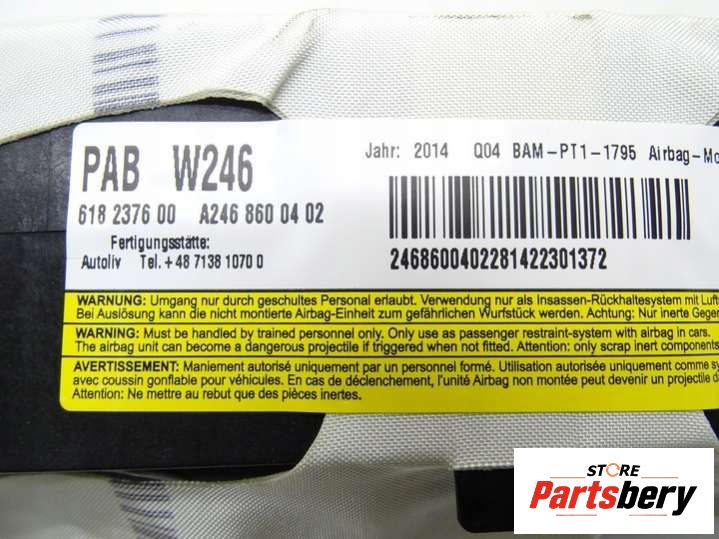 PAB W246
618 2376 00 A246 860 04 02
Fertigungsstätte:
Autoliv Tel. +48 71381 0700
Jahr: 2014 Q04 BAM-PT1-1795 Airbag-Mo
246860040228142230​1372
WARNUNG: Umgang nur durch geschultes Personal erlaubt. Verwendung nur als Insassen-Rückhaltesystem mit Luft
Bei Auslösung kann die nicht montierte Airbag-Einheit zum gefährlichen Wurfstück werden. Achtung: Nur inerte Gegen
WARNING: Must be handled by trained personnel only. Only use as passenger restraint-system with airbag in cars.
The airbag unit can become a dangerous projectile if triggered when not fitted. Attention: only scrap inert components
AVERTISSEMENT: Maniement autorisé uniquement par un personnel formé. Utilisation autorisée uniquement comme sy
avec coussin gonflable pour véhicules. En cas de déclenchement, l'unité Airbag non montée peut devenir un projectile d
Attention: Ne mettre au rebut que des pièces inertes.
STORE
Partsbery